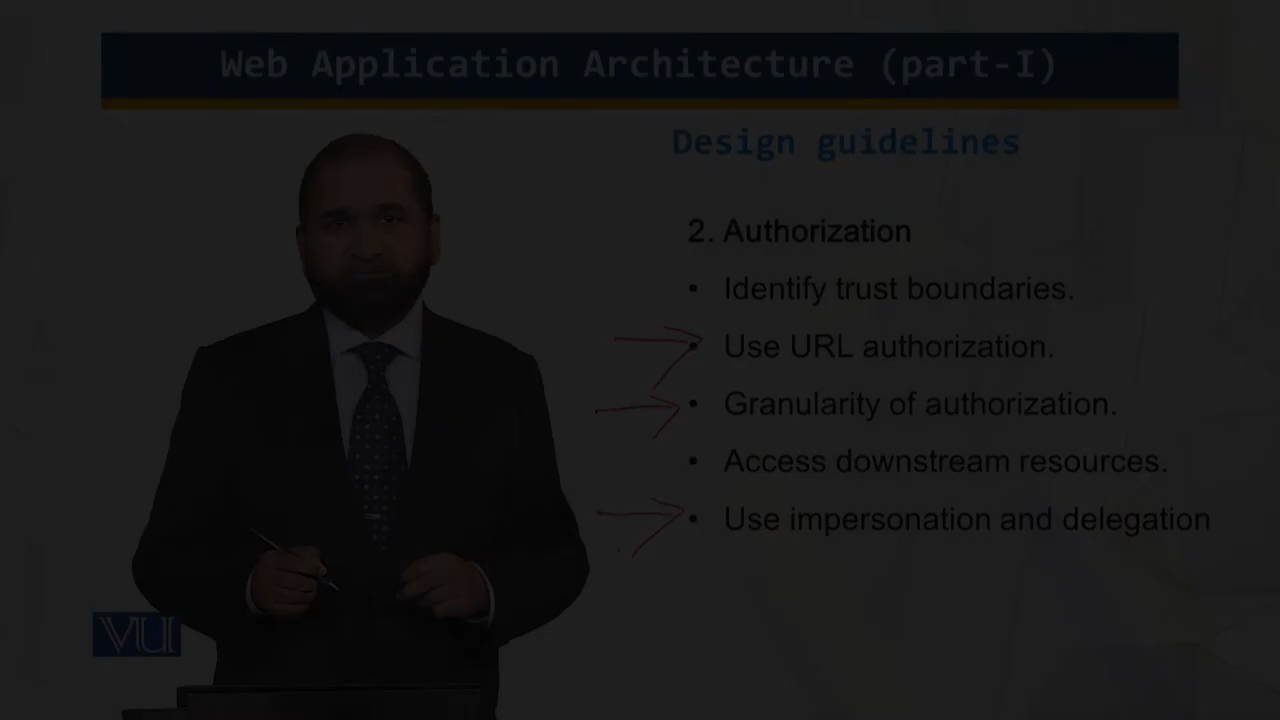 Web Application Architecture (part-I)
Design guidelines
2. Authorization
• Identify trust boundaries.
• Use URL authorization.
• Granularity of authorization.
• Access downstream resources.
• Use impersonation and delegation
VU